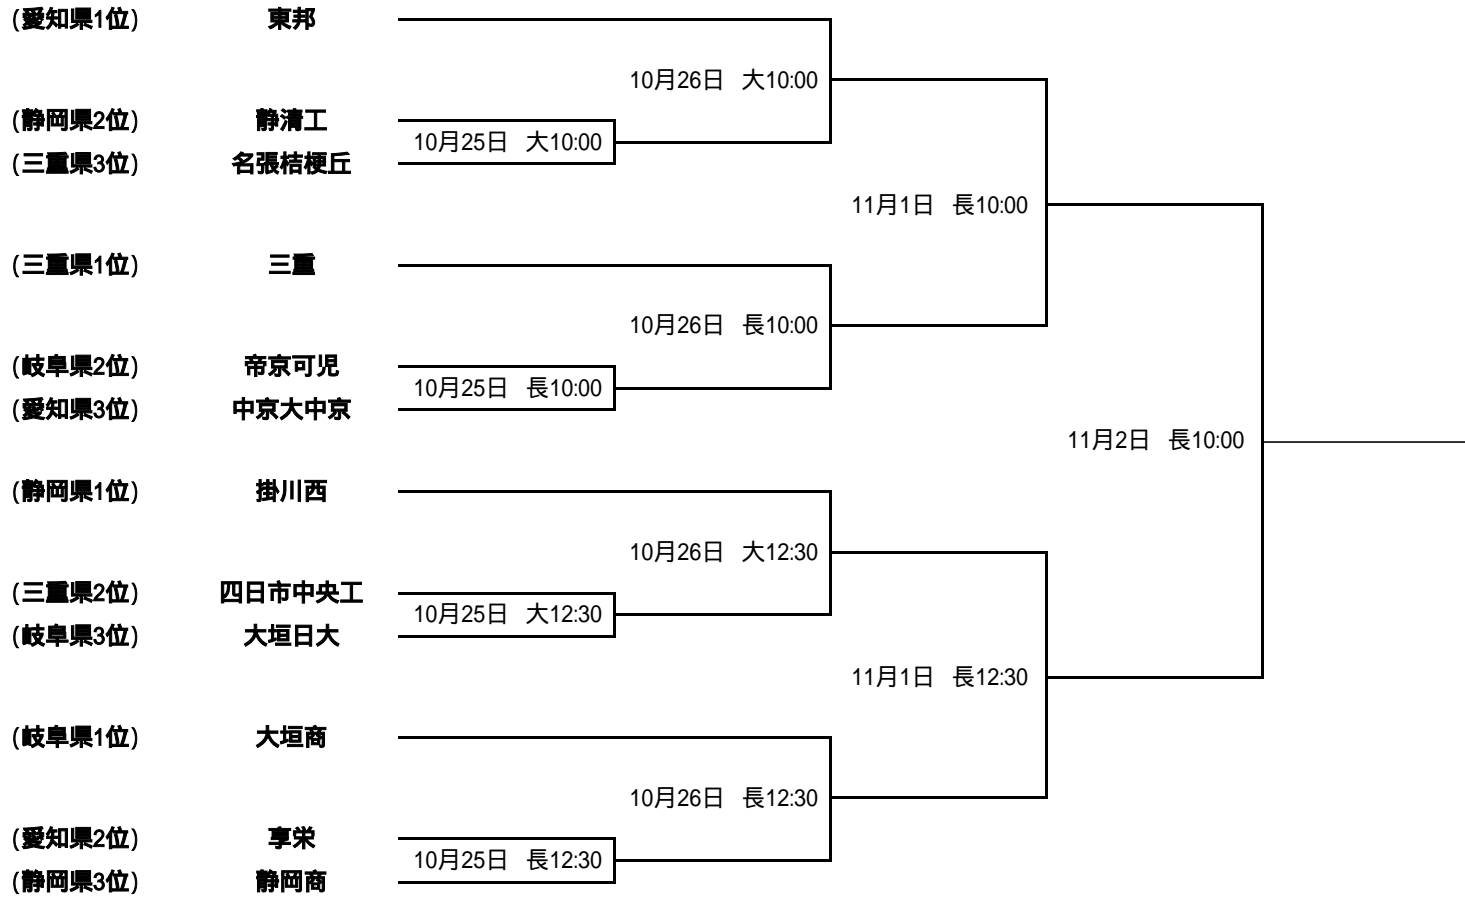 (愛知県1位) 東邦
10月26日 大10:00
(静岡県2位) 静清工
10月25日 大10:00
(三重県3位) 名張桔梗丘
11月1日 長10:00
(三重県1位) 三重
10月26日 長10:00
(岐阜県2位) 帝京可児
10月25日 長10:00
(愛知県3位) 中京大中京
11月2日 長10:00
(静岡県1位) 掛川西
10月26日 大12:30
(三重県2位) 四日市中央工
10月25日 大12:30
(岐阜県3位) 大垣日大
11月1日 長12:30
(岐阜県1位) 大垣商
10月26日 長12:30
(愛知県2位) 享栄
10月25日 長12:30
(静岡県3位) 静岡商